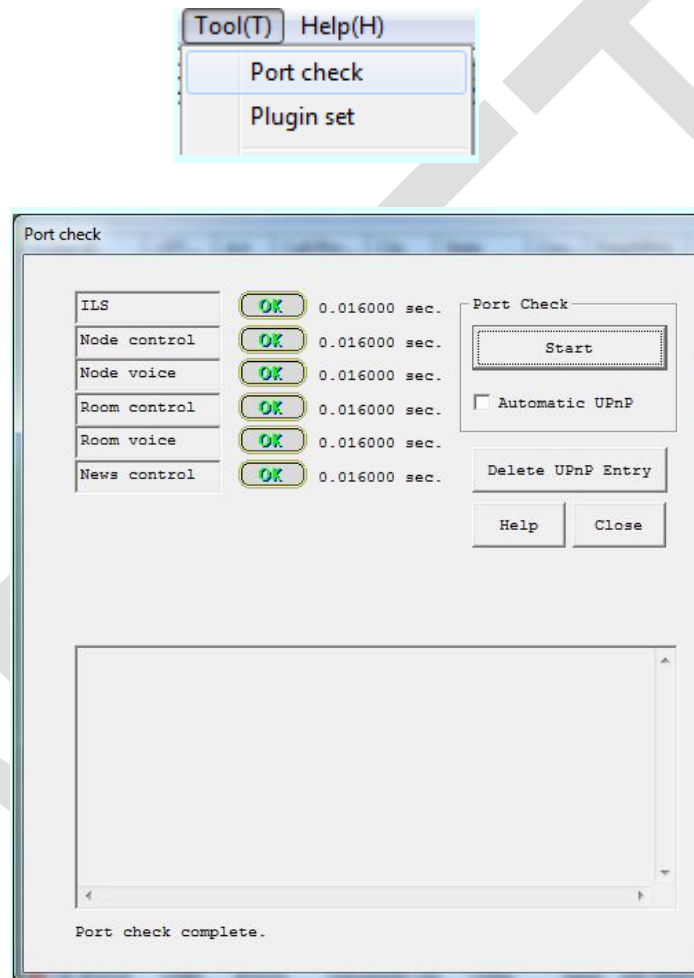 Tool(T) Help(H)
Port check
Plugin set
Port check
ILS OK 0.016000 sec.
Node control OK 0.016000 sec.
Node voice OK 0.016000 sec.
Room control OK 0.016000 sec.
Room voice OK 0.016000 sec.
News control OK 0.016000 sec.
Port Check
Start
Automatic UPnP
Delete UPnP Entry
Help Close
Port check complete.